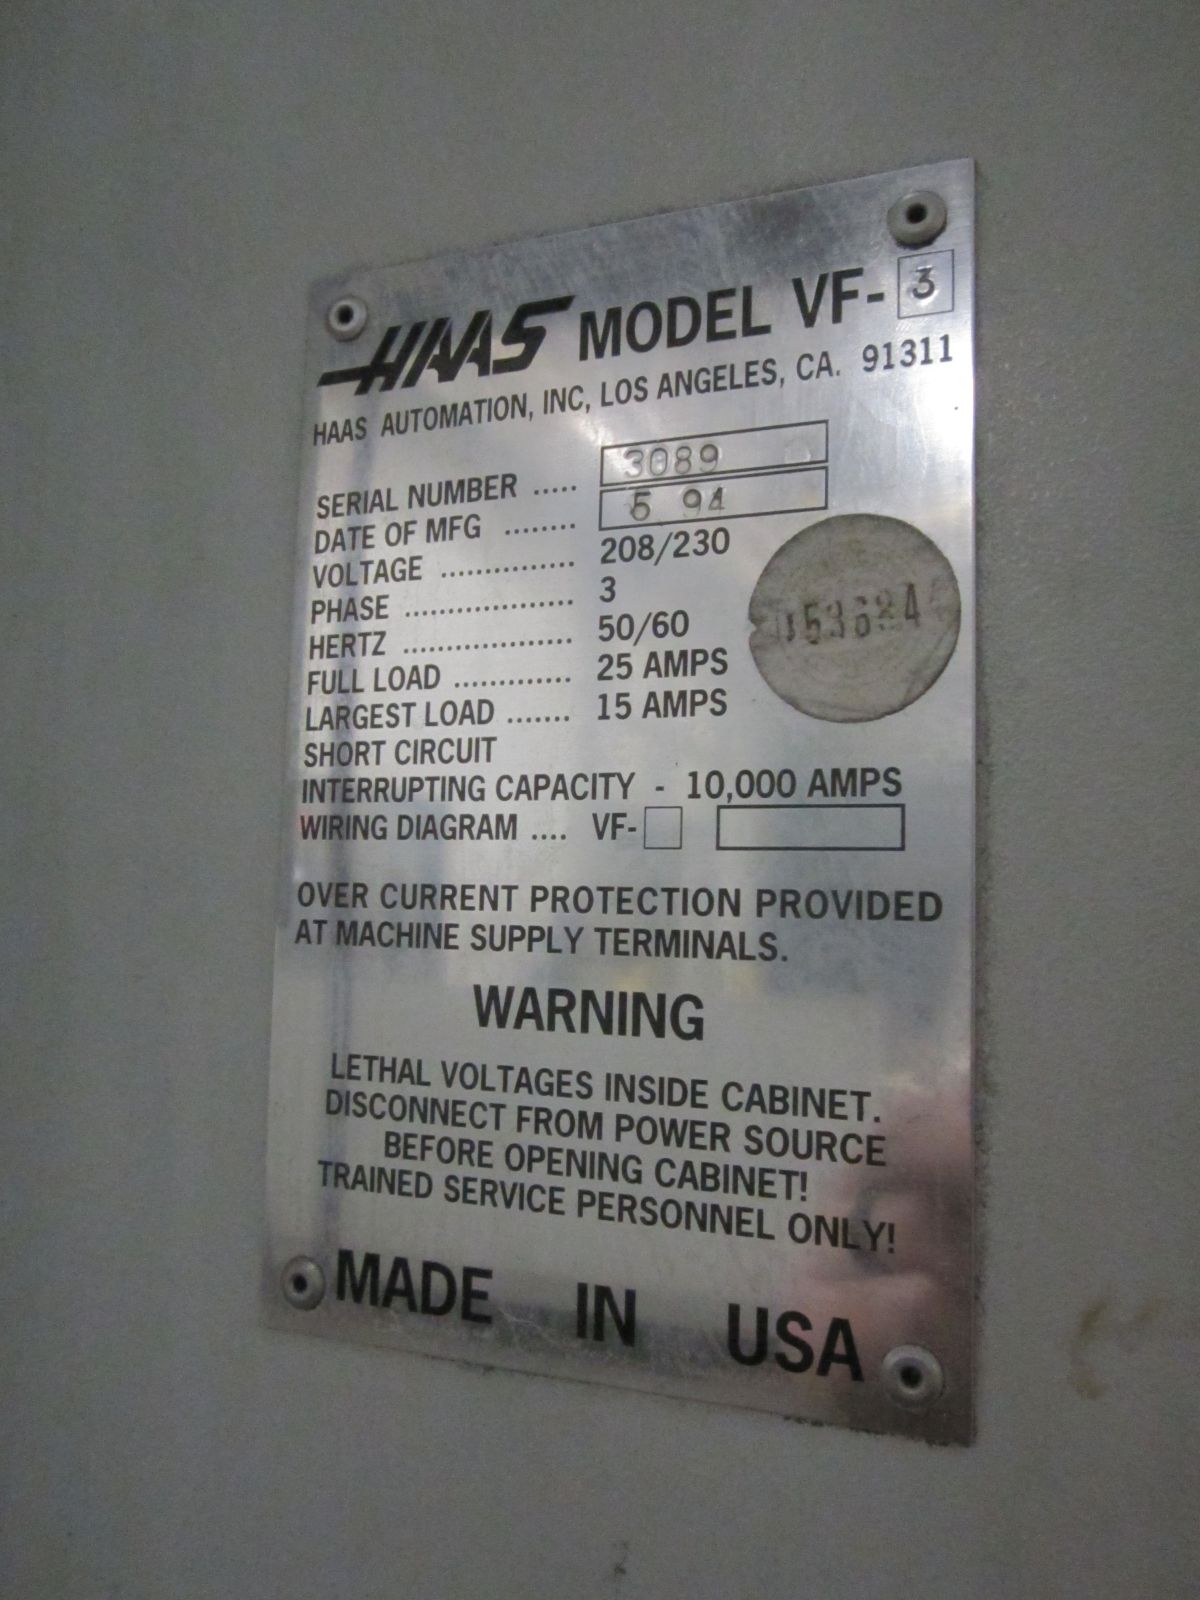 HAAS MODEL VF-3
HAAS AUTOMATION, INC, LOS ANGELES, CA. 91311
SERIAL NUMBER ..... 3089
DATE OF MFG ........ 5 94
VOLTAGE ............... 208/230
PHASE ................... 3
HERTZ ................... 50/60
FULL LOAD ............. 25 AMPS
LARGEST LOAD ....... 15 AMPS
SHORT CIRCUIT
INTERRUPTING CAPACITY - 10,000 AMPS
WIRING DIAGRAM .... VF-
OVER CURRENT PROTECTION PROVIDED
AT MACHINE SUPPLY TERMINALS.
WARNING
LETHAL VOLTAGES INSIDE CABINET.
DISCONNECT FROM POWER SOURCE
BEFORE OPENING CABINET!
TRAINED SERVICE PERSONNEL ONLY!
MADE IN USA